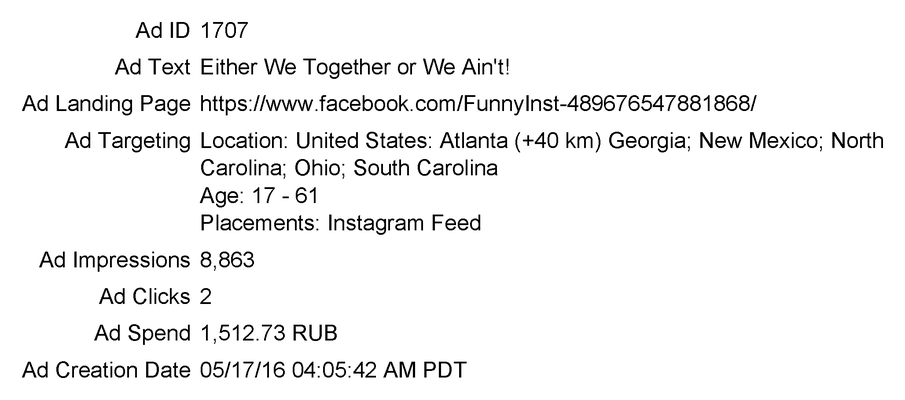 Ad ID 1707
Ad Text Either We Together or We Ain't!
Ad Landing Page https://www.facebook.com/FunnyInst-489676547881868/
Ad Targeting Location: United States: Atlanta (+40 km) Georgia; New Mexico; North
Carolina; Ohio; South Carolina
Age: 17 - 61
Placements: Instagram Feed
Ad Impressions 8,863
Ad Clicks 2
Ad Spend 1,512.73 RUB
Ad Creation Date 05/17/16 04:05:42 AM PDT